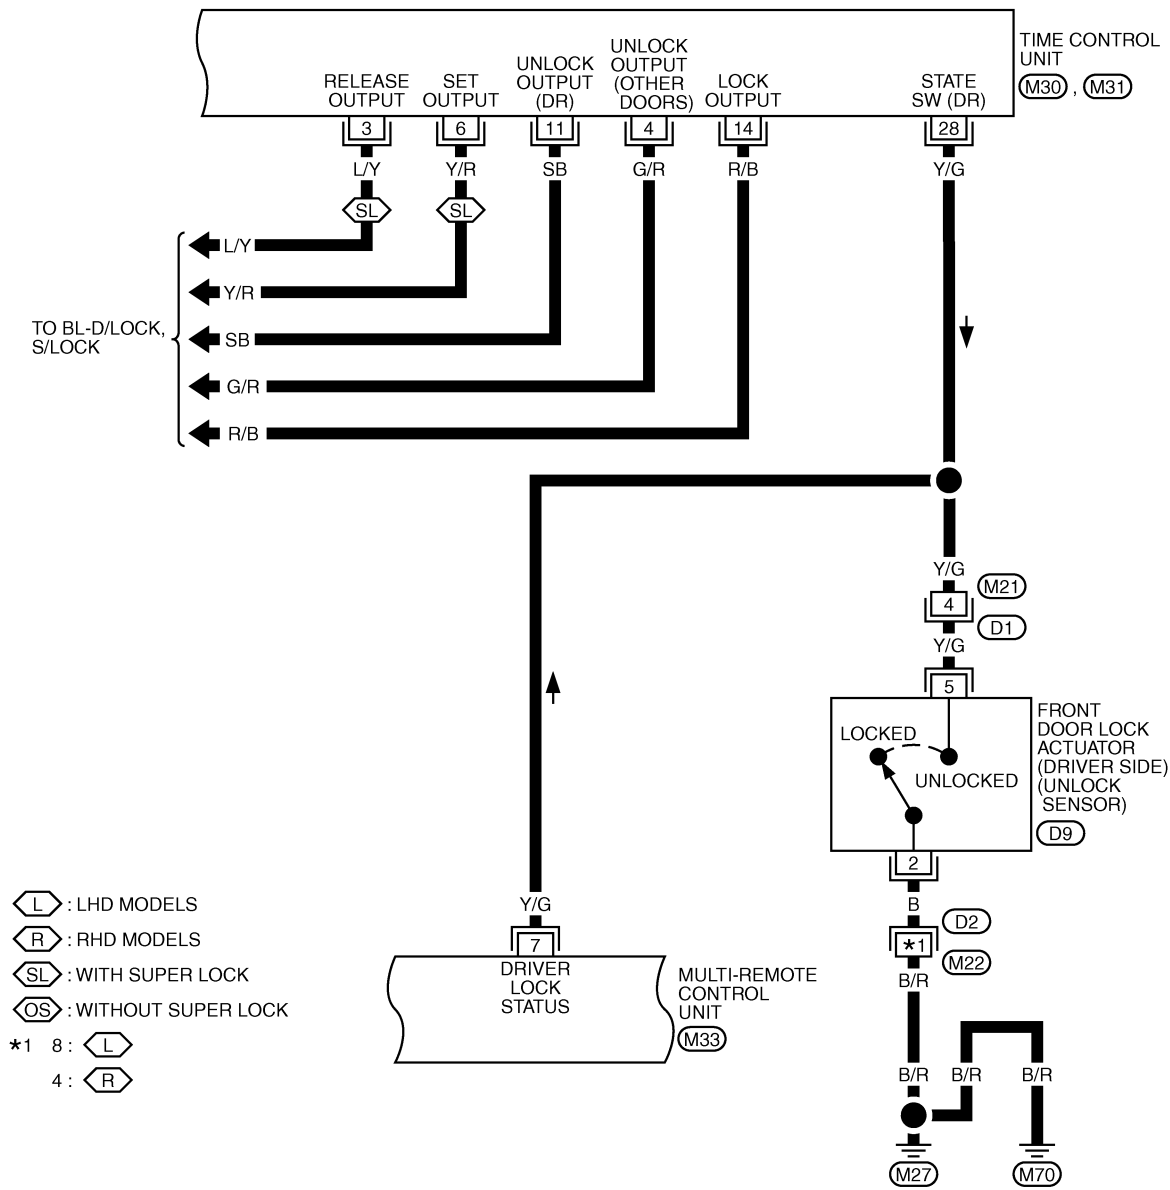 TIME CONTROL
UNIT
M30 , M31
RELEASE
OUTPUT
SET
OUTPUT
UNLOCK
OUTPUT
(DR)
UNLOCK
OUTPUT
(OTHER
DOORS)
LOCK
OUTPUT
STATE
SW (DR)
3 6 11 4 14 28
L/Y Y/R SB G/R R/B Y/G
SL SL
L/Y
Y/R
SB
G/R
R/B
TO BL-D/LOCK,
S/LOCK
Y/G
M21
4
D1
Y/G
5
FRONT
DOOR LOCK
ACTUATOR
(DRIVER SIDE)
(UNLOCK
SENSOR)
D9
LOCKED
UNLOCKED
2
B
D2
*1
M22
B/R
B/R B/R B/R
M27 M70
Y/G
7
DRIVER
LOCK
STATUS
MULTI-REMOTE
CONTROL
UNIT
M33
L : LHD MODELS
R : RHD MODELS
SL : WITH SUPER LOCK
OS : WITHOUT SUPER LOCK
*1 8 : L
4 : R